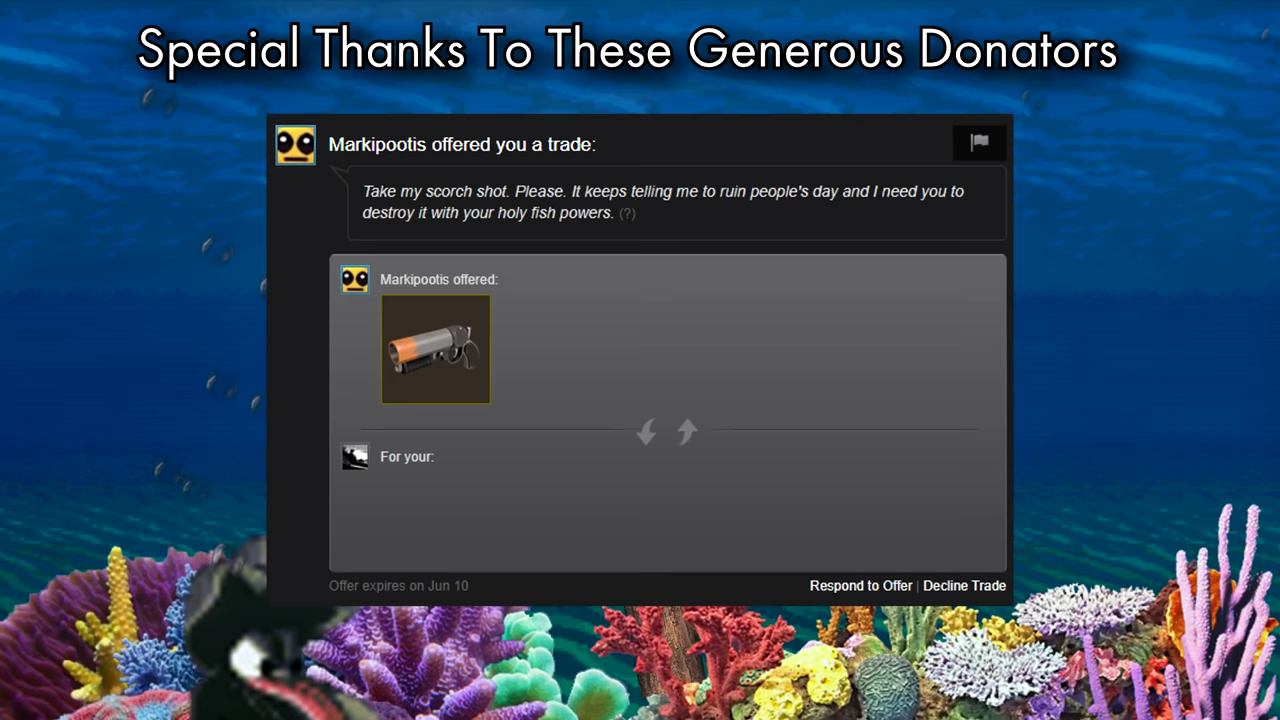 Special Thanks To These Generous Donators
Markipootis offered you a trade:
Take my scorch shot. Please. It keeps telling me to ruin people's day and I need you to
destroy it with your holy fish powers. (?)
Markipootis offered:
For your:
Offer expires on Jun 10
Respond to Offer | Decline Trade